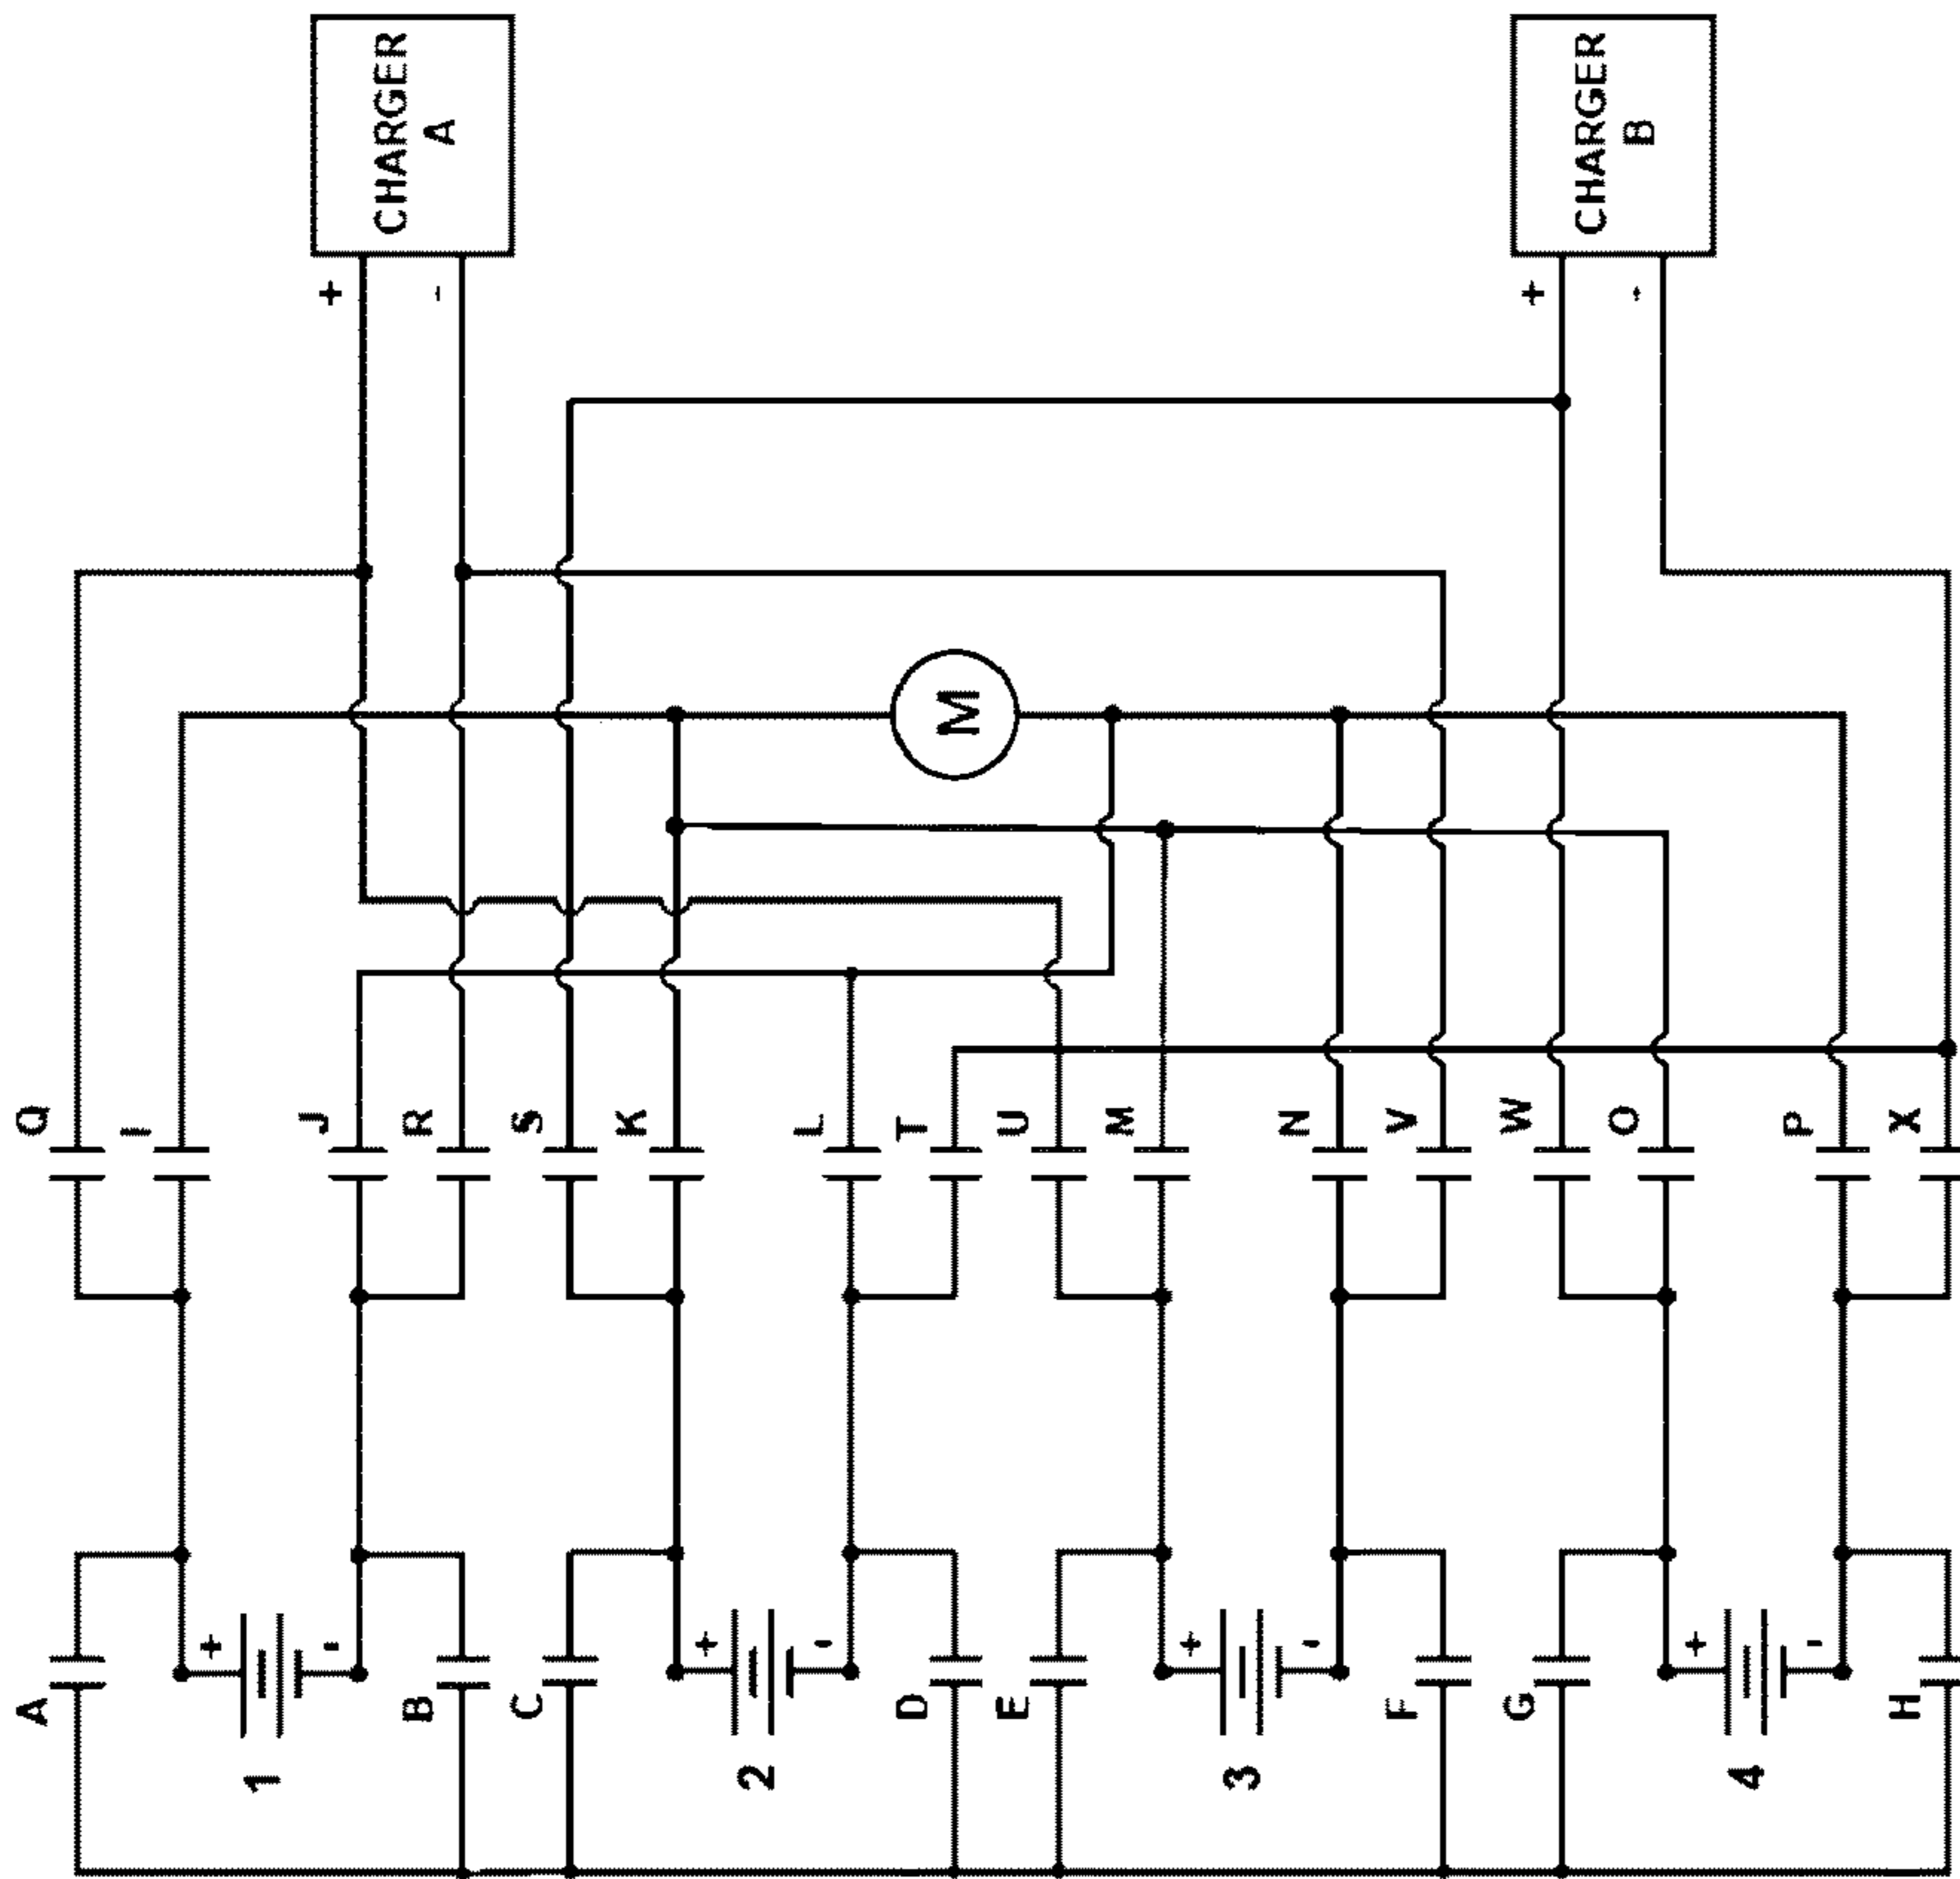 CHARGER
A
CHARGER
B
+
-
+
-
M
Q
I
J
R
S
K
L
T
U
M
N
V
W
O
P
X
+
-
+
-
+
-
+
-
A
B
C
D
E
F
G
H
1
2
3
4